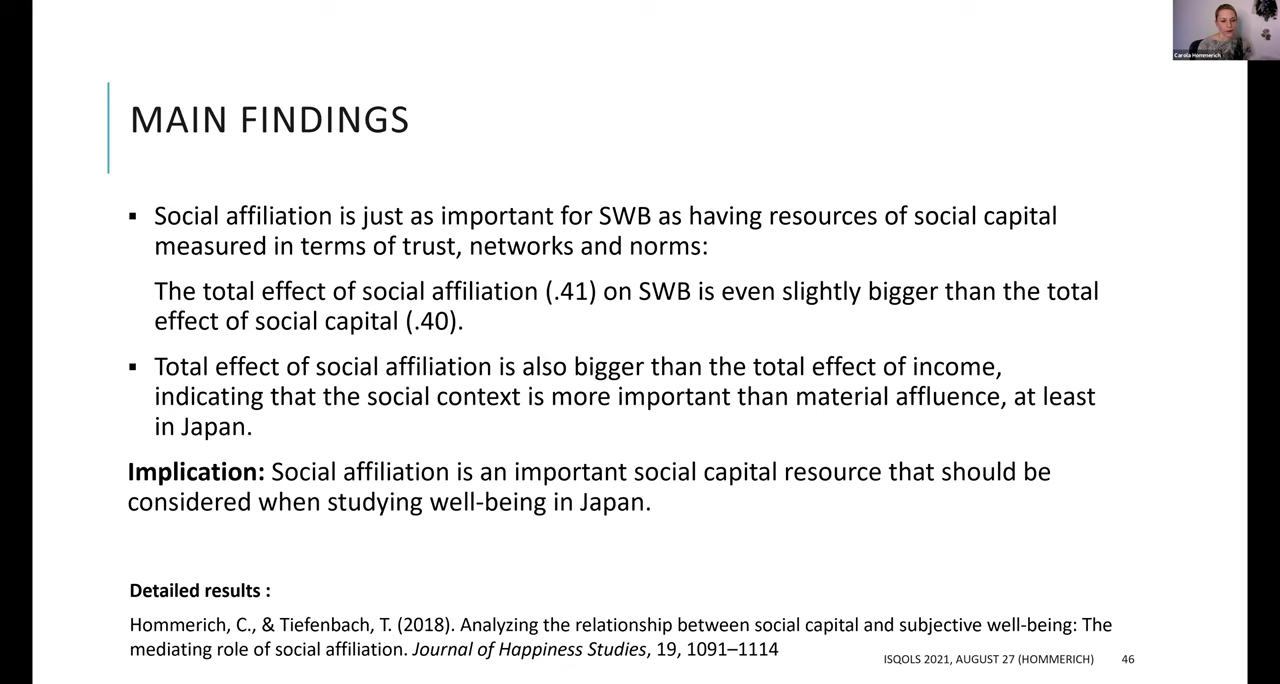 Carola Hommerich
MAIN FINDINGS
▪ Social affiliation is just as important for SWB as having resources of social capital
measured in terms of trust, networks and norms:
The total effect of social affiliation (.41) on SWB is even slightly bigger than the total
effect of social capital (.40).
▪ Total effect of social affiliation is also bigger than the total effect of income,
indicating that the social context is more important than material affluence, at least
in Japan.
Implication: Social affiliation is an important social capital resource that should be
considered when studying well-being in Japan.
Detailed results :
Hommerich, C., & Tiefenbach, T. (2018). Analyzing the relationship between social capital and subjective well-being: The
mediating role of social affiliation. Journal of Happiness Studies, 19, 1091–1114
ISQOLS 2021, AUGUST 27 (HOMMERICH) 46